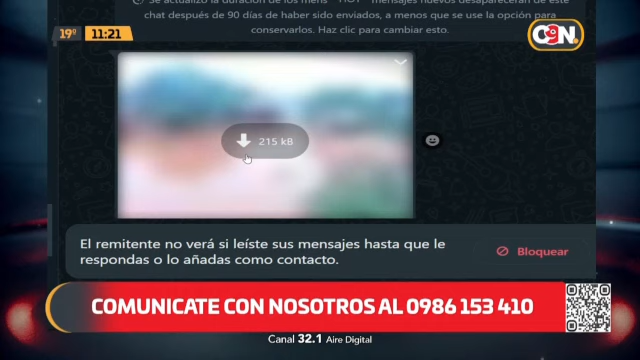 Se actualizó la duración de los mens
mensajes nuevos desaparecerán de este
chat después de 90 días de haber sido enviados, a menos que se use la opción para
conservarlos. Haz clic para cambiar esto.
19º 11:21
C9N.
215 kB
El remitente no verá si leíste sus mensajes hasta que le
respondas o lo añadas como contacto.
Bloquear
COMUNICATE CON NOSOTROS AL 0986 153 410
Canal 32.1 Aire Digital